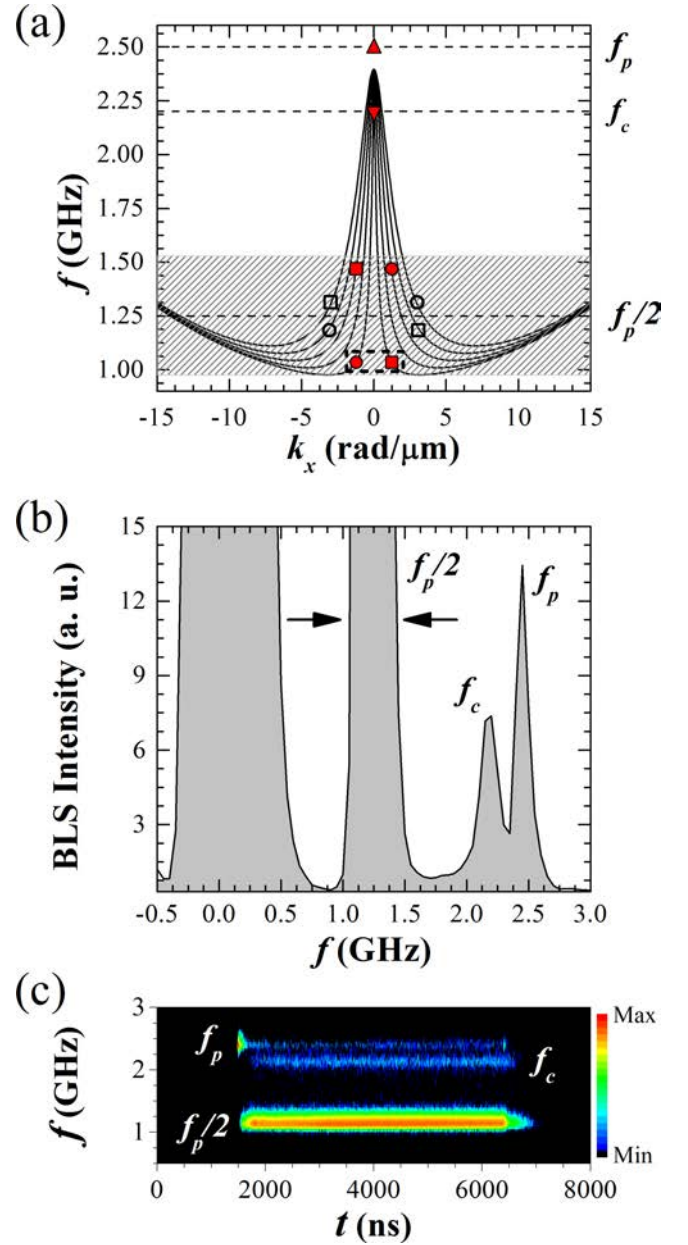 (a)
2.50
2.25
2.00
1.75
1.50
1.25
1.00
f (GHz)
f_p
f_c
f_p/2
-15 -10 -5 0 5 10 15
k_x (rad/μm)
(b)
15
12
9
6
3
BLS Intensity (a. u.)
f_p/2
f_p
f_c
-0.5 0.0 0.5 1.0 1.5 2.0 2.5 3.0
f (GHz)
(c)
3
2
1
f (GHz)
f_p
f_c
f_p/2
Max
Min
0 2000 4000 6000 8000
t (ns)